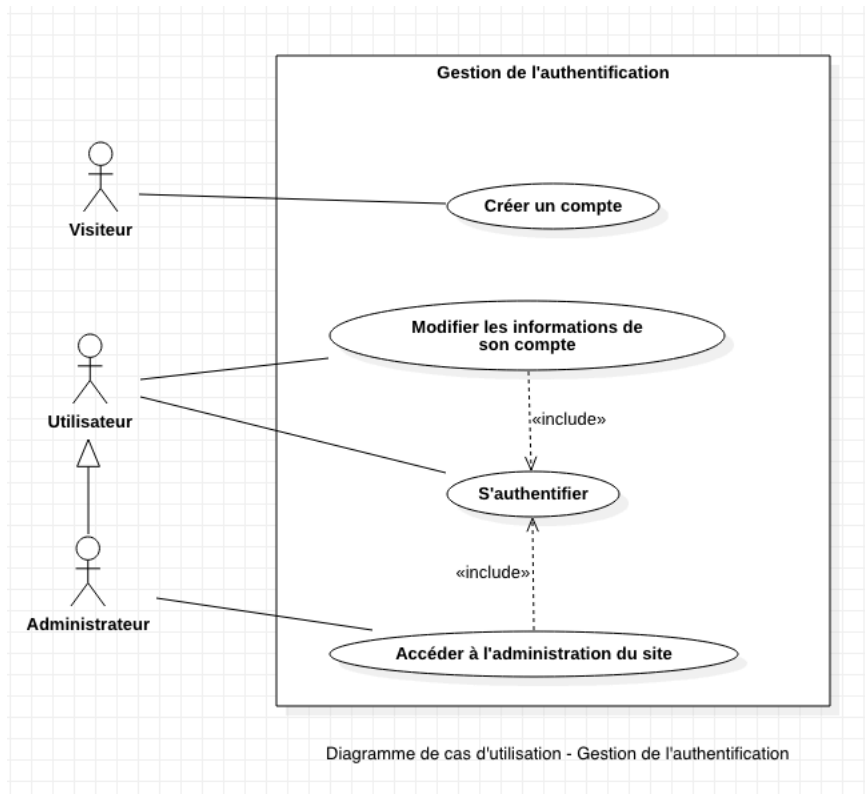 Gestion de l'authentification
Visiteur
Créer un compte
Modifier les informations de
son compte
Utilisateur
«include»
S'authentifier
«include»
Administrateur
Accéder à l'administration du site
Diagramme de cas d'utilisation - Gestion de l'authentification